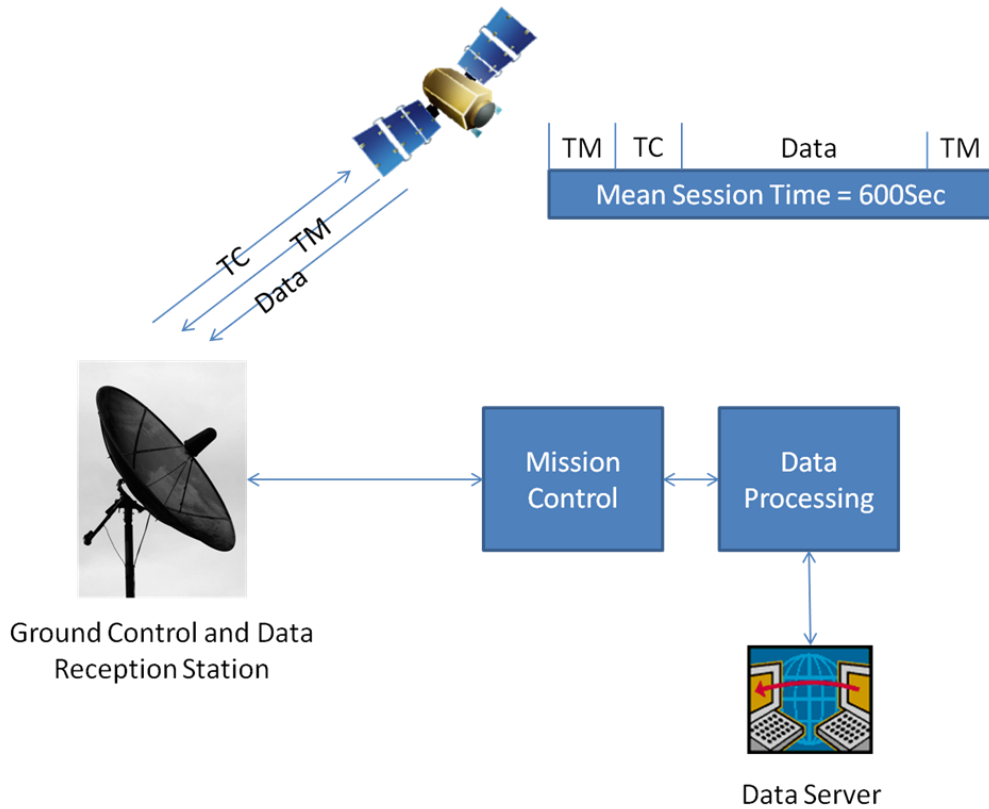 TM TC Data TM
Mean Session Time = 600Sec
TC
TM
Data
Mission
Control
Data
Processing
Ground Control and Data
Reception Station
Data Server